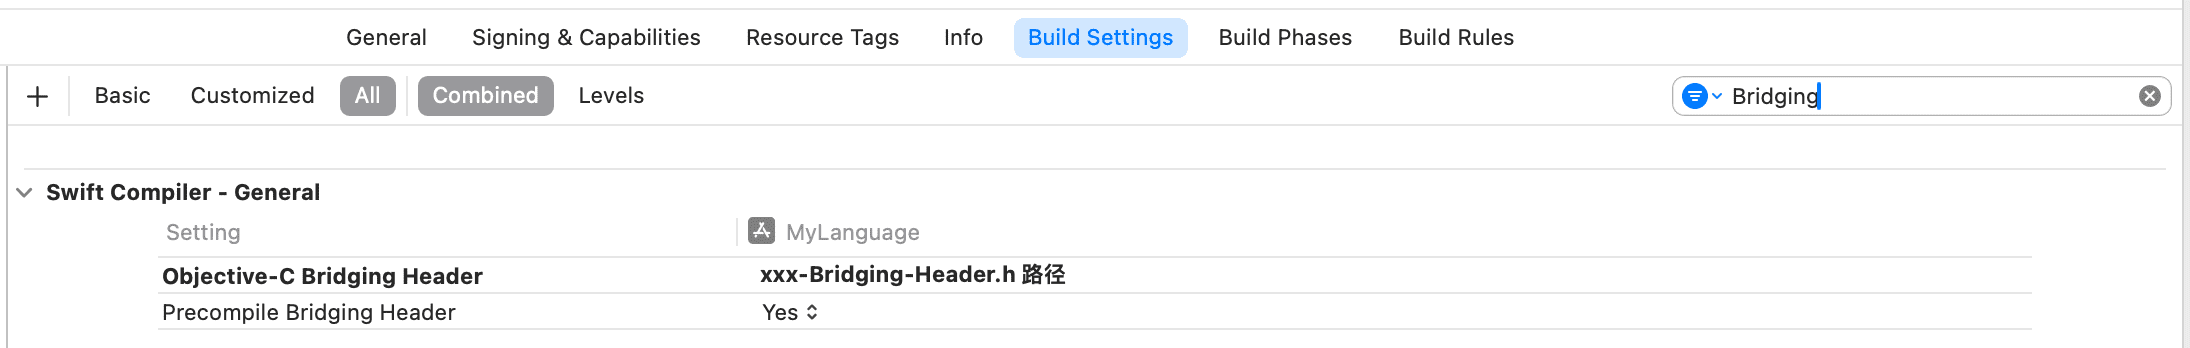 General Signing & Capabilities Resource Tags Info Build Settings Build Phases Build Rules
+ Basic Customized All Combined Levels Bridging
Swift Compiler - General
Setting MyLanguage
Objective-C Bridging Header xxx-Bridging-Header.h 路径
Precompile Bridging Header Yes